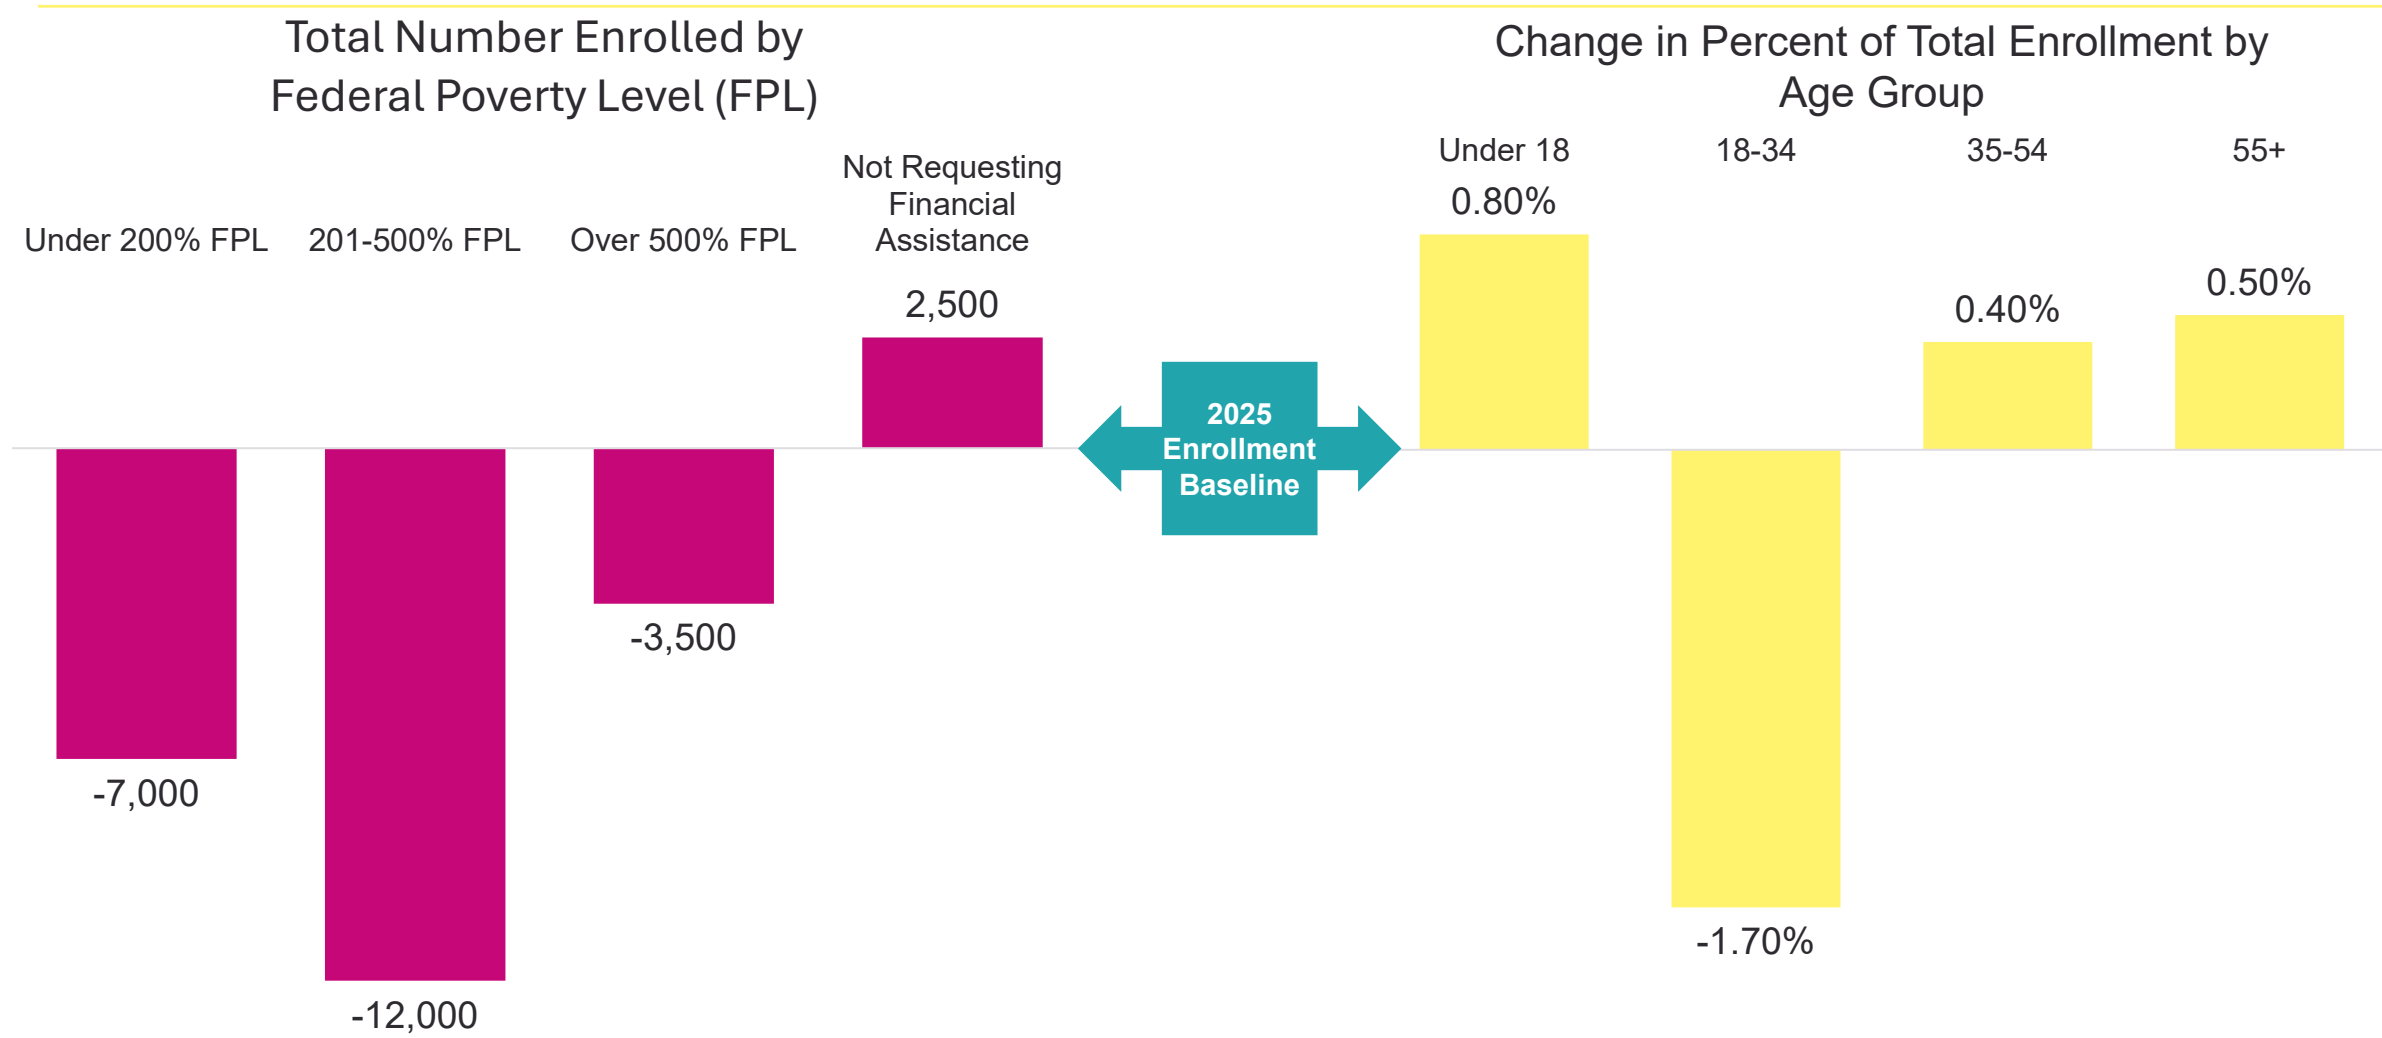 Total Number Enrolled by
Federal Poverty Level (FPL)
Under 200% FPL
201-500% FPL
Over 500% FPL
Not Requesting
Financial
Assistance
2,500
-7,000
-12,000
-3,500
2025
Enrollment
Baseline
Change in Percent of Total Enrollment by
Age Group
Under 18
18-34
35-54
55+
0.80%
-1.70%
0.40%
0.50%